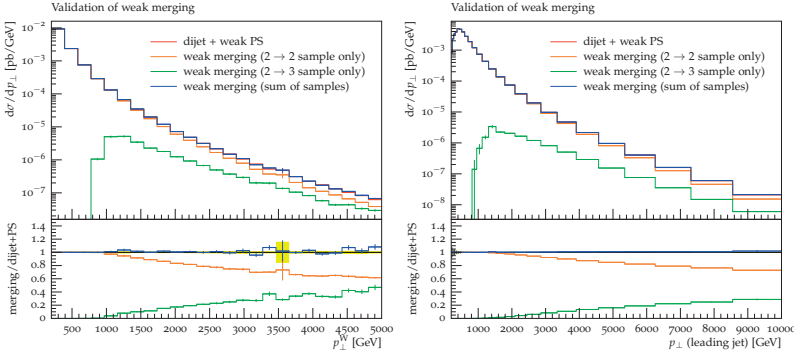 Validation of weak merging
dσ/dp⊥ [pb/GeV]
10⁻²
10⁻³
10⁻⁴
10⁻⁵
10⁻⁶
10⁻⁷
dijet + weak PS
weak merging (2 → 2 sample only)
weak merging (2 → 3 sample only)
weak merging (sum of samples)
merging/dijet+PS
1.4
1.2
1
0.8
0.6
0.4
0.2
0
500 1000 1500 2000 2500 3000 3500 4000 4500 5000
p⊥ᵂ [GeV]
Validation of weak merging
dσ/dp⊥ [pb/GeV]
10⁻³
10⁻⁴
10⁻⁵
10⁻⁶
10⁻⁷
10⁻⁸
dijet + weak PS
weak merging (2 → 2 sample only)
weak merging (2 → 3 sample only)
weak merging (sum of samples)
merging/dijet+PS
1.4
1.2
1
0.8
0.6
0.4
0.2
0
1000 2000 3000 4000 5000 6000 7000 8000 9000 10000
p⊥ (leading jet) [GeV]